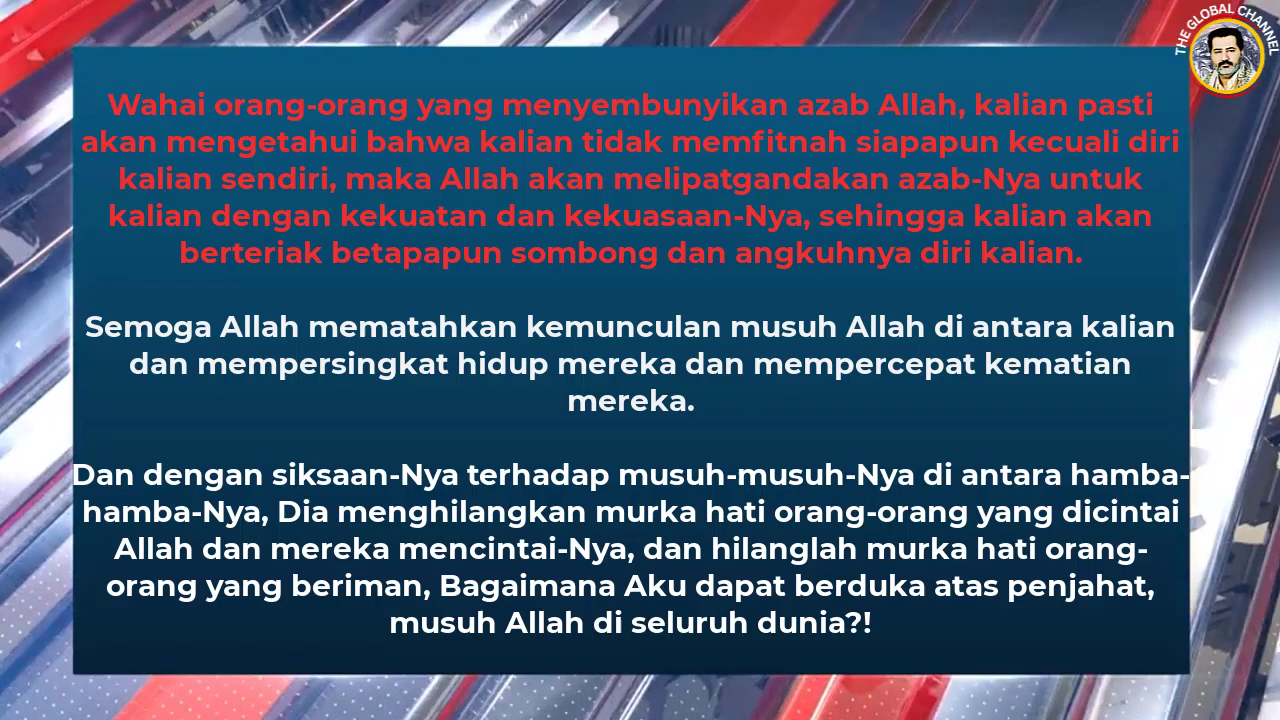 THE GLOBAL CHANNEL
Wahai orang-orang yang menyembunyikan azab Allah, kalian pasti
akan mengetahui bahwa kalian tidak memfitnah siapapun kecuali diri
kalian sendiri, maka Allah akan melipatgandakan azab-Nya untuk
kalian dengan kekuatan dan kekuasaan-Nya, sehingga kalian akan
berteriak betapapun sombong dan angkuhnya diri kalian.
Semoga Allah mematahkan kemunculan musuh Allah di antara kalian
dan mempersingkat hidup mereka dan mempercepat kematian
mereka.
Dan dengan siksaan-Nya terhadap musuh-musuh-Nya di antara hamba-
hamba-Nya, Dia menghilangkan murka hati orang-orang yang dicintai
Allah dan mereka mencintai-Nya, dan hilanglah murka hati orang-
orang yang beriman, Bagaimana Aku dapat berduka atas penjahat,
musuh Allah di seluruh dunia?!